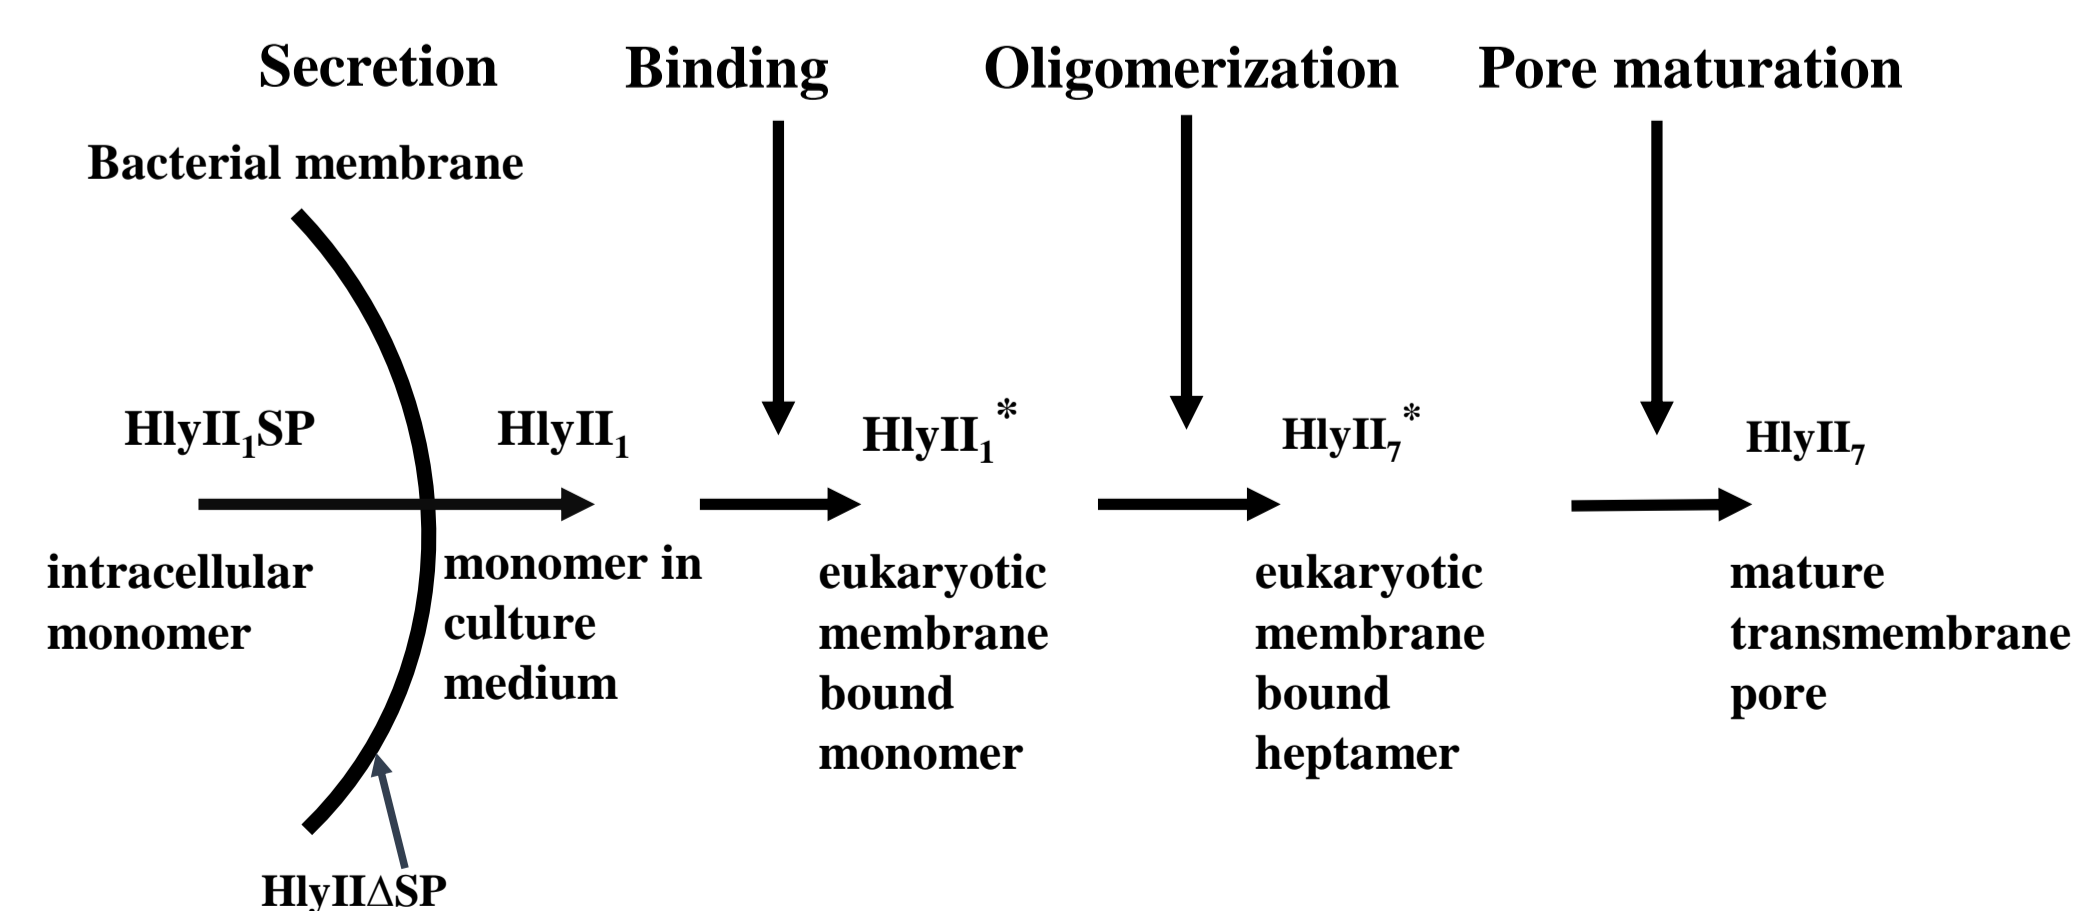 Secretion
Binding
Oligomerization
Pore maturation
Bacterial membrane
HlyII₁SP
HlyII₁
HlyII₁*
HlyII₇*
HlyII₇
intracellular
monomer
monomer in
culture
medium
eukaryotic
membrane
bound
monomer
eukaryotic
membrane
bound
heptamer
mature
transmembrane
pore
HlyIIΔSP